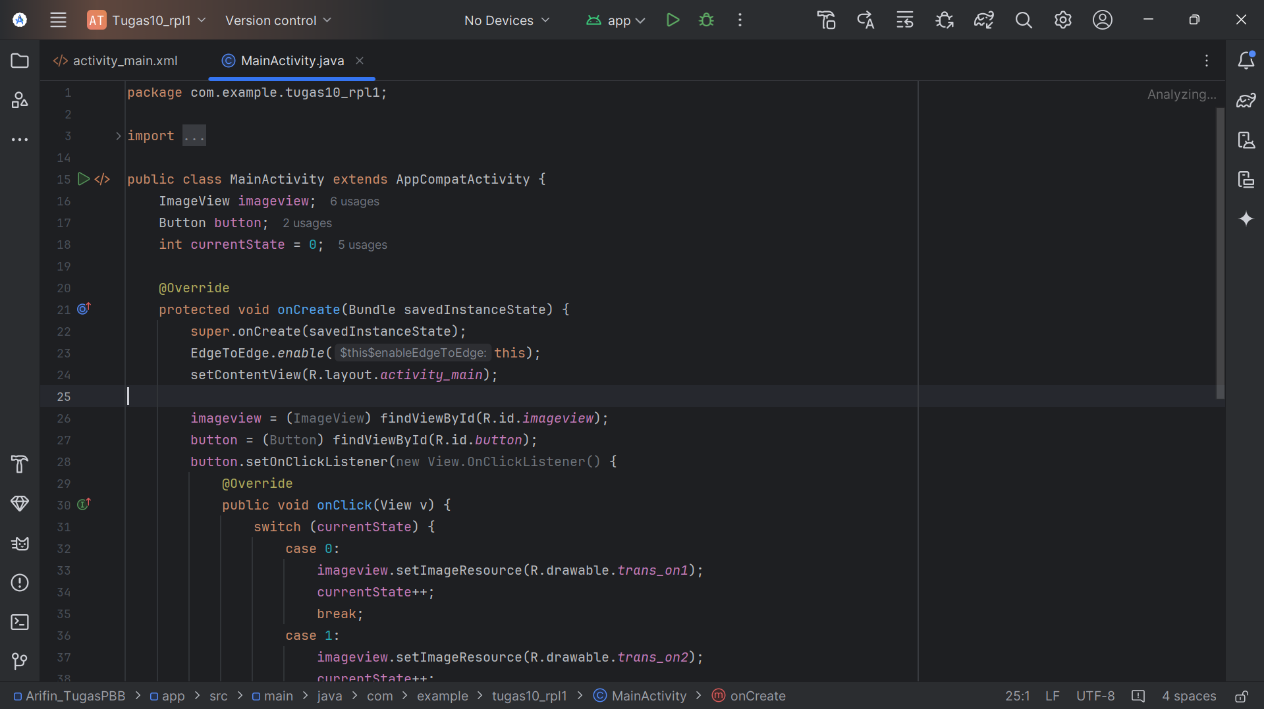 AT Tugas10_rpl1 Version control No Devices app
activity_main.xml MainActivity.java
Analyzing...
1 package com.example.tugas10_rpl1;
2
3 import ...
14
15 public class MainActivity extends AppCompatActivity {
16 ImageView imageview; 6 usages
17 Button button; 2 usages
18 int currentState = 0; 5 usages
19
20 @Override
21 protected void onCreate(Bundle savedInstanceState) {
22 super.onCreate(savedInstanceState);
23 EdgeToEdge.enable( $this$enableEdgeToEdge: this);
24 setContentView(R.layout.activity_main);
25
26 imageview = (ImageView) findViewById(R.id.imageview);
27 button = (Button) findViewById(R.id.button);
28 button.setOnClickListener(new View.OnClickListener() {
29 @Override
30 public void onClick(View v) {
31 switch (currentState) {
32 case 0:
33 imageview.setImageResource(R.drawable.trans_on1);
34 currentState++;
35 break;
36 case 1:
37 imageview.setImageResource(R.drawable.trans_on2);
38 currentState++;
Arifin_TugasPBB > app > src > main > java > com > example > tugas10_rpl1 > MainActivity > onCreate 25:1 LF UTF-8 4 spaces